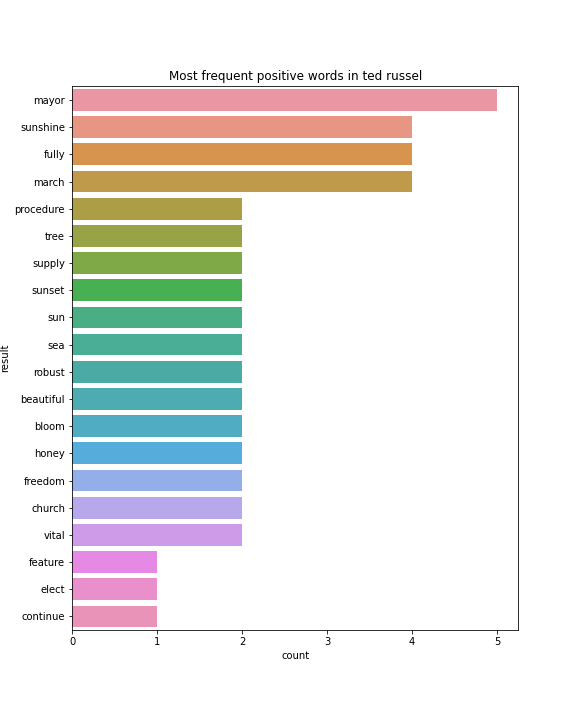 Most frequent positive words in ted russel
mayor
sunshine
fully
march
procedure
tree
supply
sunset
sun
sea
robust
beautiful
bloom
honey
freedom
church
vital
feature
elect
continue
result
0 1 2 3 4 5
count